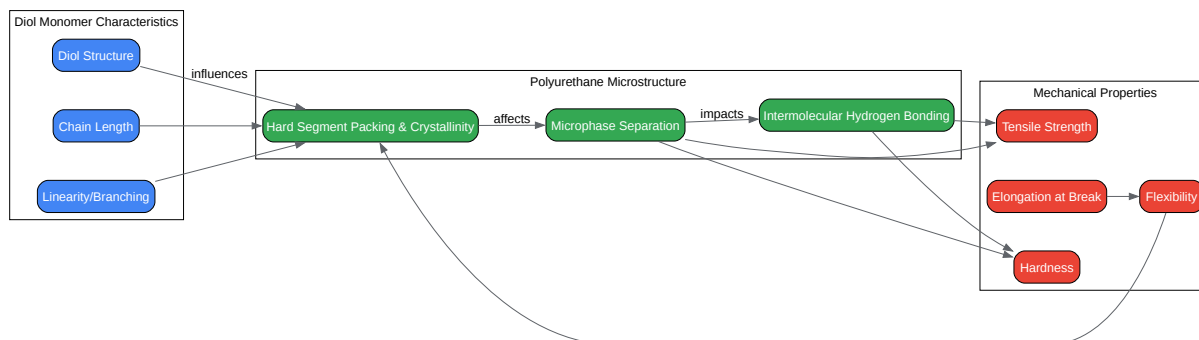 Diol Monomer Characteristics
Diol Structure
Chain Length
Linearity/Branching
influences
Polyurethane Microstructure
Hard Segment Packing & Crystallinity
affects
Microphase Separation
impacts
Intermolecular Hydrogen Bonding
Mechanical Properties
Tensile Strength
Elongation at Break
Flexibility
Hardness